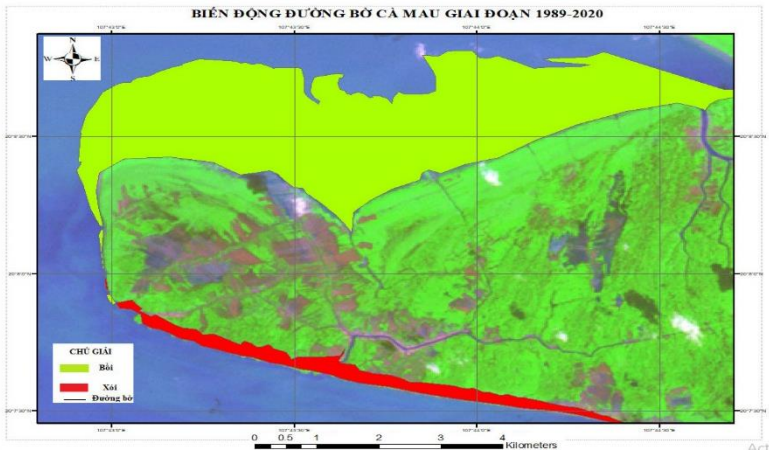 BIẾN ĐỘNG ĐƯỜNG BỜ CÀ MAU GIAI ĐOẠN 1989-2020
N
W E
S
CHÚ GIẢI
Bồi
Xói
Đường bờ
0 0.5 1 2 3 4
Kilometers
Act